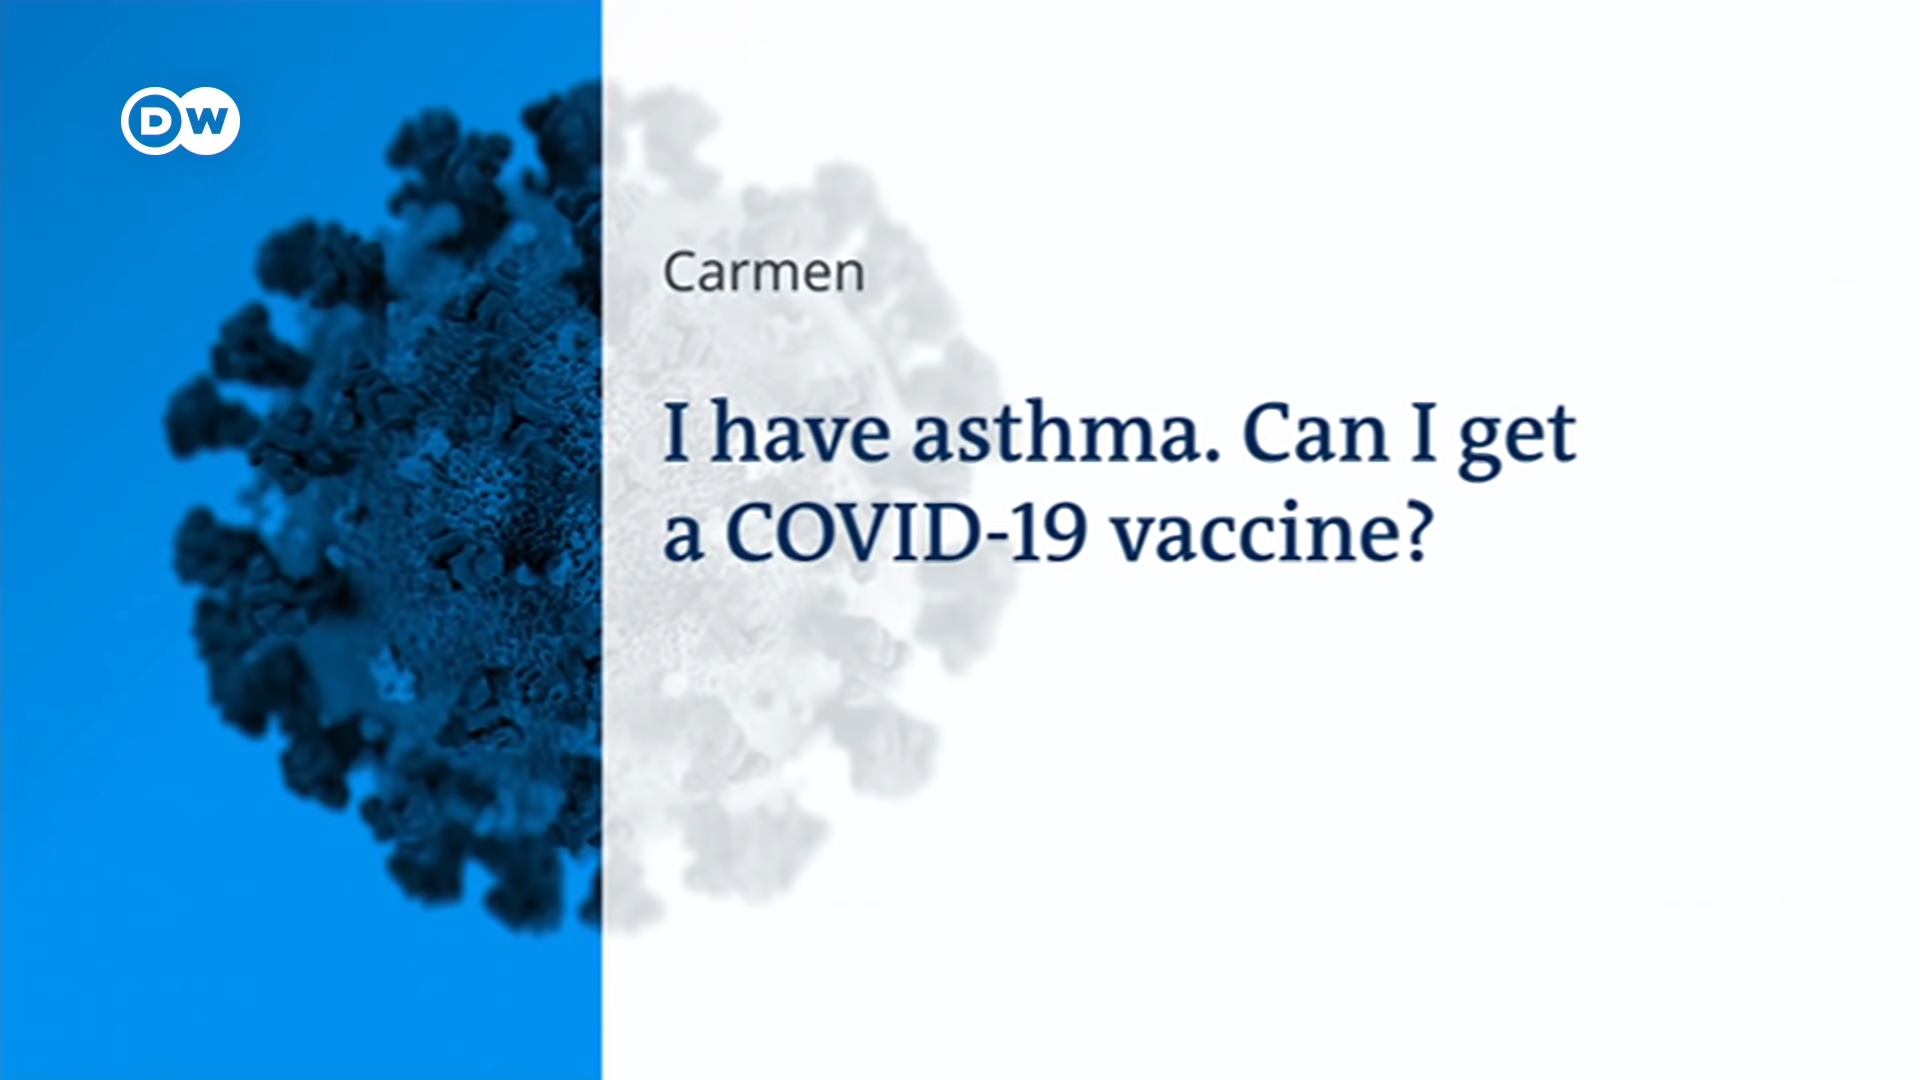 DW
Carmen
I have asthma. Can I get
a COVID-19 vaccine?